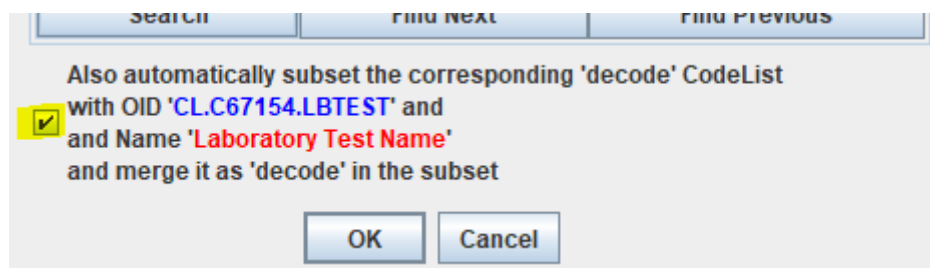 Search Find Next Find Previous
Also automatically subset the corresponding 'decode' CodeList
with OID 'CL.C67154.LBTEST' and
and Name 'Laboratory Test Name'
and merge it as 'decode' in the subset
OK Cancel